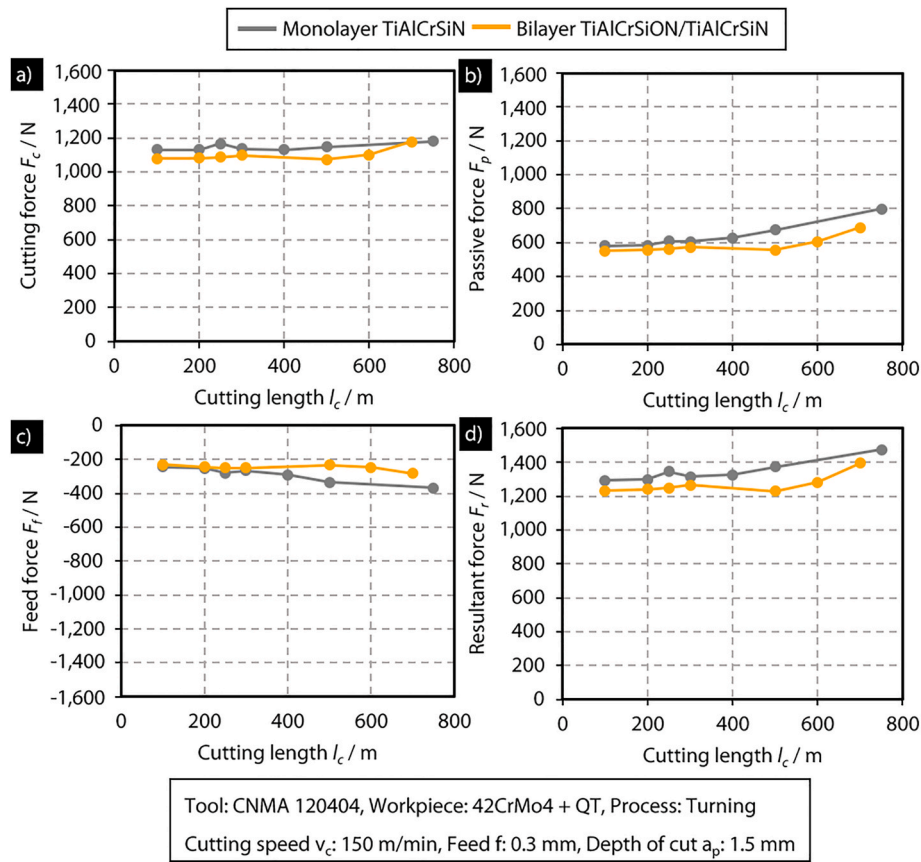 Monolayer TiAlCrSiN Bilayer TiAlCrSiON/TiAlCrSiN
a)
1,600
1,400
1,200
1,000
800
600
400
200
0
Cutting force Fc / N
0 200 400 600 800
Cutting length lc / m
b)
1,600
1,400
1,200
1,000
800
600
400
200
0
Passive force Fp / N
0 200 400 600 800
Cutting length lc / m
c)
0
-200
-400
-600
-800
-1,000
-1,200
-1,400
-1,600
Feed force Ff / N
0 200 400 600 800
Cutting length lc / m
d)
1,600
1,400
1,200
1,000
800
600
400
200
0
Resultant force Fr / N
0 200 400 600 800
Cutting length lc / m
Tool: CNMA 120404, Workpiece: 42CrMo4 + QT, Process: Turning
Cutting speed vc: 150 m/min, Feed f: 0.3 mm, Depth of cut ap: 1.5 mm